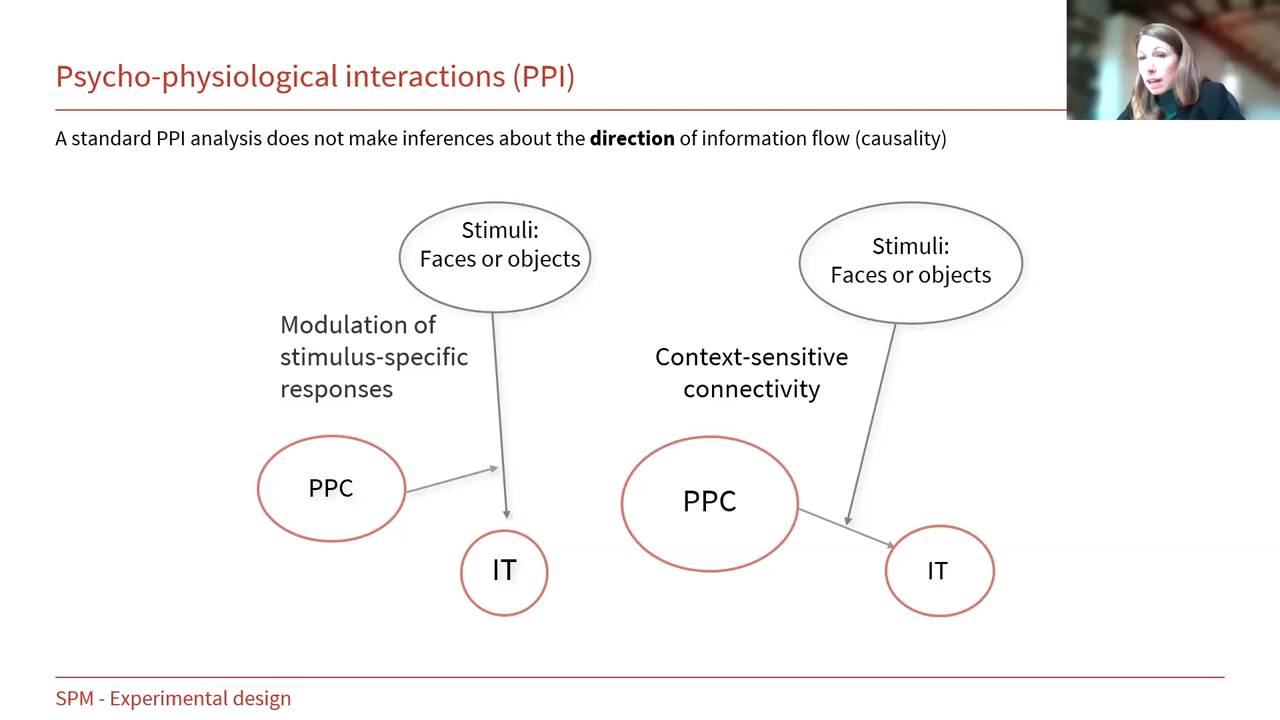 Psycho-physiological interactions (PPI)
A standard PPI analysis does not make inferences about the direction of information flow (causality)
Stimuli:
Faces or objects
Stimuli:
Faces or objects
Modulation of
stimulus-specific
responses
Context-sensitive
connectivity
PPC
PPC
IT
IT
SPM - Experimental design